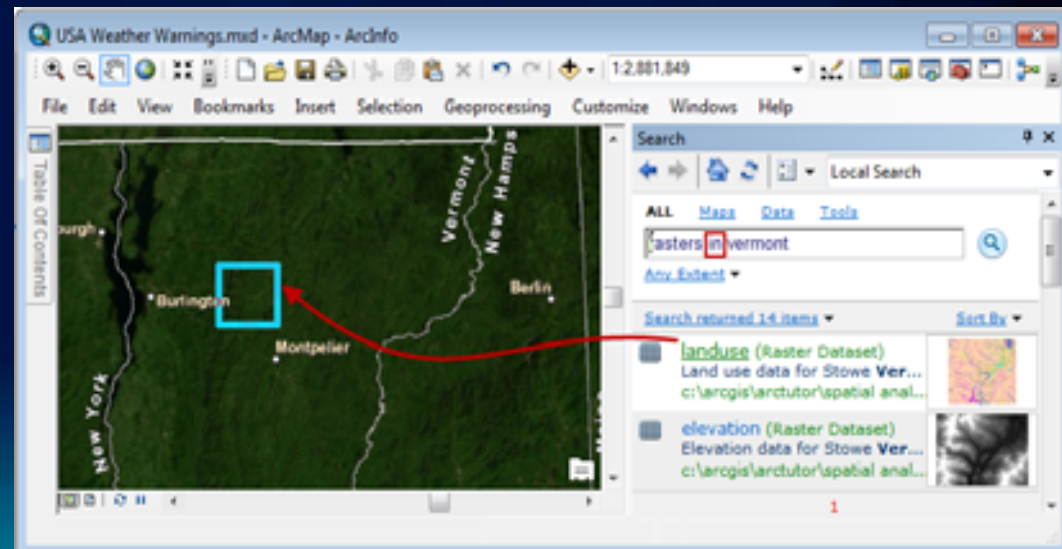 USA Weather Warnings.mxd - ArcMap - ArcInfo
1:2,881,849
File Edit View Bookmarks Insert Selection Geoprocessing Customize Windows Help
Table Of Contents
Vermont
New Hamps
urgh
Burlington
Berlin
Montpelier
New York
Search
Local Search
ALL Maps Data Tools
rasters in vermont
Any Extent
Search returned 14 items Sort By
landuse (Raster Dataset)
Land use data for Stowe Ver...
c:\arcgis\arctutor\spatial anal...
elevation (Raster Dataset)
Elevation data for Stowe Ver...
c:\arcgis\arctutor\spatial anal...
1